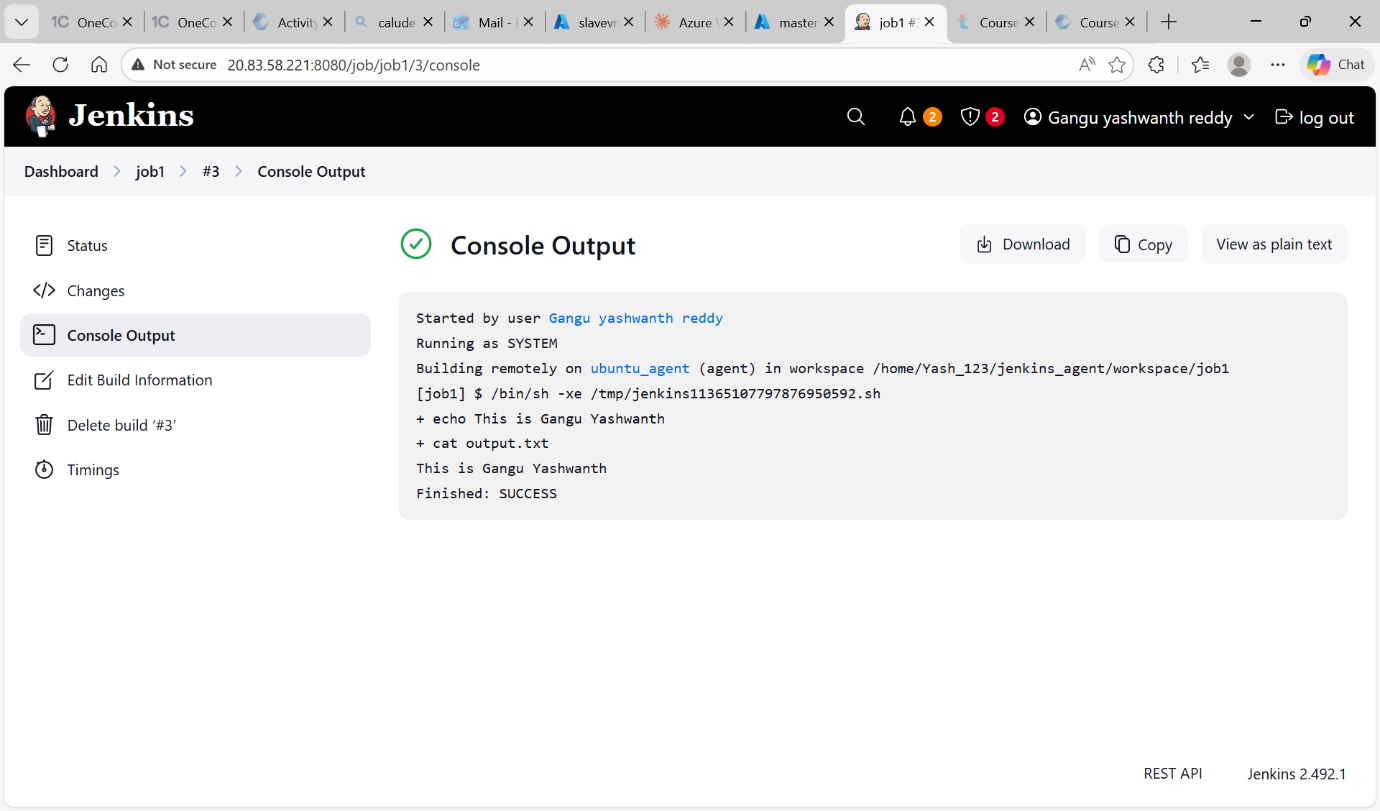 OneCo
OneCo
Activity
calude
Mail -
slavevn
Azure
master
job1 #
Course
Course
Not secure 20.83.58.221:8080/job/job1/3/console
Chat
Jenkins
2
2
Gangu yashwanth reddy
log out
Dashboard > job1 > #3 > Console Output
Status
Changes
Console Output
Edit Build Information
Delete build ‘#3’
Timings
Console Output
Download
Copy
View as plain text
Started by user Gangu yashwanth reddy
Running as SYSTEM
Building remotely on ubuntu_agent (agent) in workspace /home/Yash_123/jenkins_agent/workspace/job1
[job1] $ /bin/sh -xe /tmp/jenkins11365107797876950592.sh
+ echo This is Gangu Yashwanth
+ cat output.txt
This is Gangu Yashwanth
Finished: SUCCESS
REST API
Jenkins 2.492.1